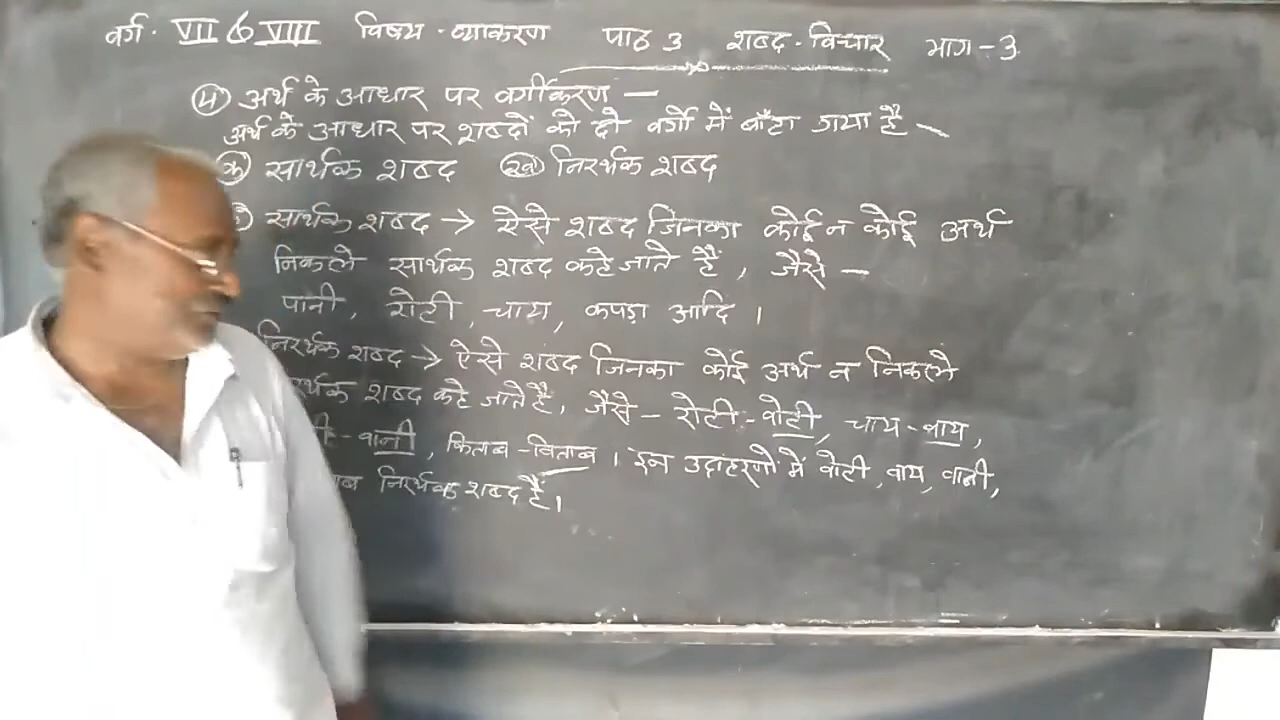 वर्ग. VII & VIII विषय - व्याकरण पाठ 3 शब्द-विचार भाग - 3
④ अर्थ के आधार पर वर्गीकरण —
अर्थ के आधार पर शब्दों को दो वर्गों में बाँटा गया है —
(क) सार्थक शब्द (ख) निरर्थक शब्द
सार्थक शब्द → ऐसे शब्द जिनका कोई न कोई अर्थ
निकले सार्थक शब्द कहे जाते हैं, जैसे —
पानी, रोटी, चाय, कपड़ा आदि।
निरर्थक शब्द → ऐसे शब्द जिनका कोई अर्थ न निकले
र्थक शब्द कहे जाते हैं, जैसे - रोटी-वोटी, चाय-वाय,
-वानी, किताब-विताब। इन उदाहरणों में वोटी, वाय, वानी,
निरर्थक शब्द हैं।